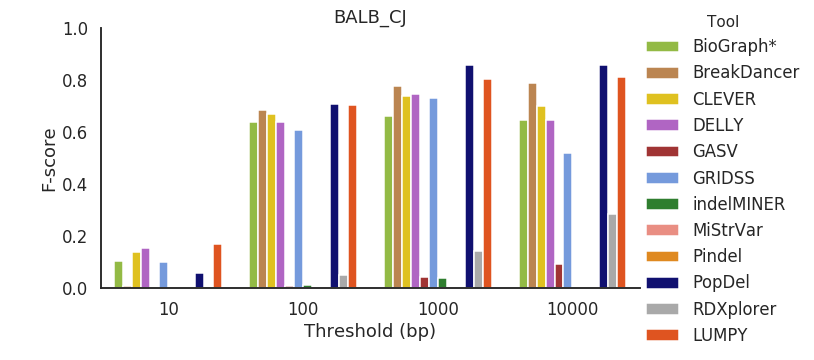 BALB_CJ
1.0
0.8
0.6
0.4
0.2
0.0
F-score
10 100 1000 10000
Threshold (bp)
Tool
BioGraph*
BreakDancer
CLEVER
DELLY
GASV
GRIDSS
indelMINER
MiStrVar
Pindel
PopDel
RDXplorer
LUMPY